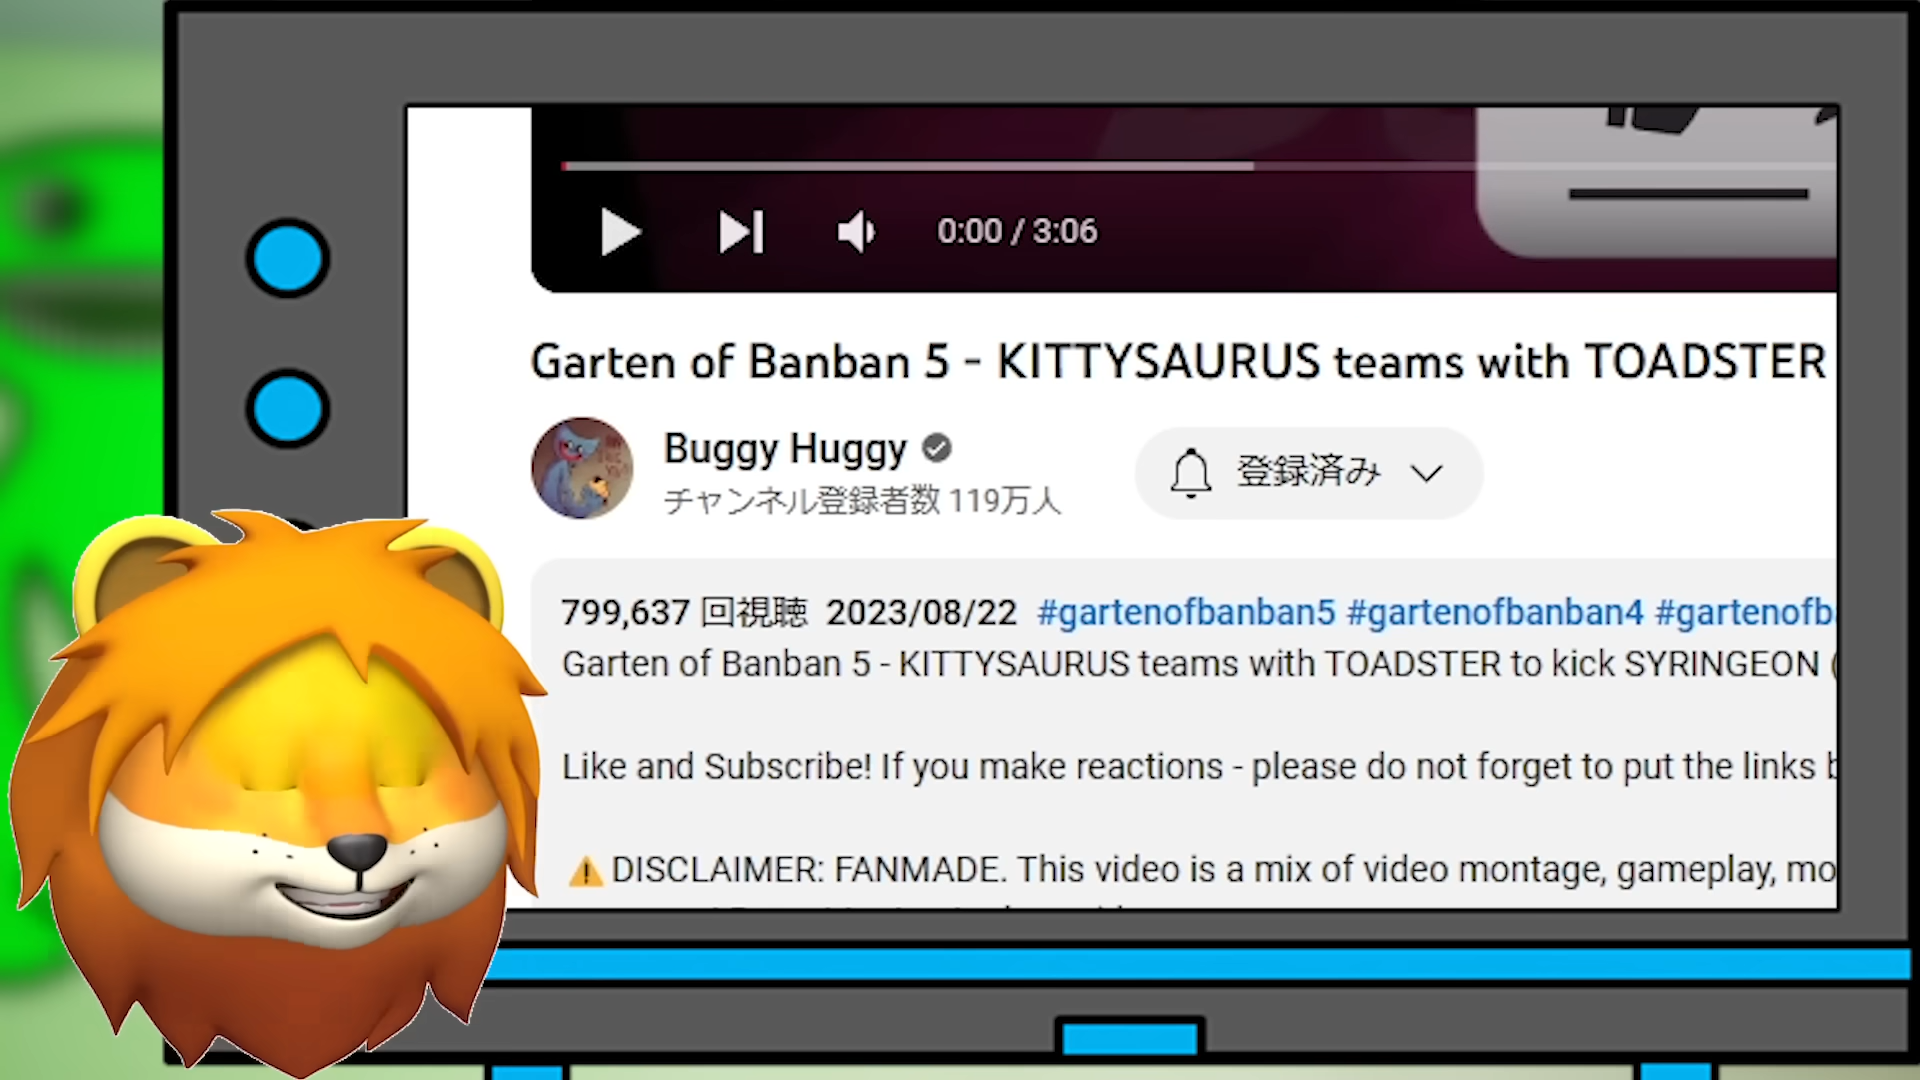 0:00 / 3:06
Garten of Banban 5 - KITTYSAURUS teams with TOADSTER
Buggy Huggy
チャンネル登録者数 119万人
登録済み
799,637 回視聴 2023/08/22 #gartenofbanban5 #gartenofbanban4 #gartenofb
Garten of Banban 5 - KITTYSAURUS teams with TOADSTER to kick SYRINGEON (
Like and Subscribe! If you make reactions - please do not forget to put the links
DISCLAIMER: FANMADE. This video is a mix of video montage, gameplay, mo